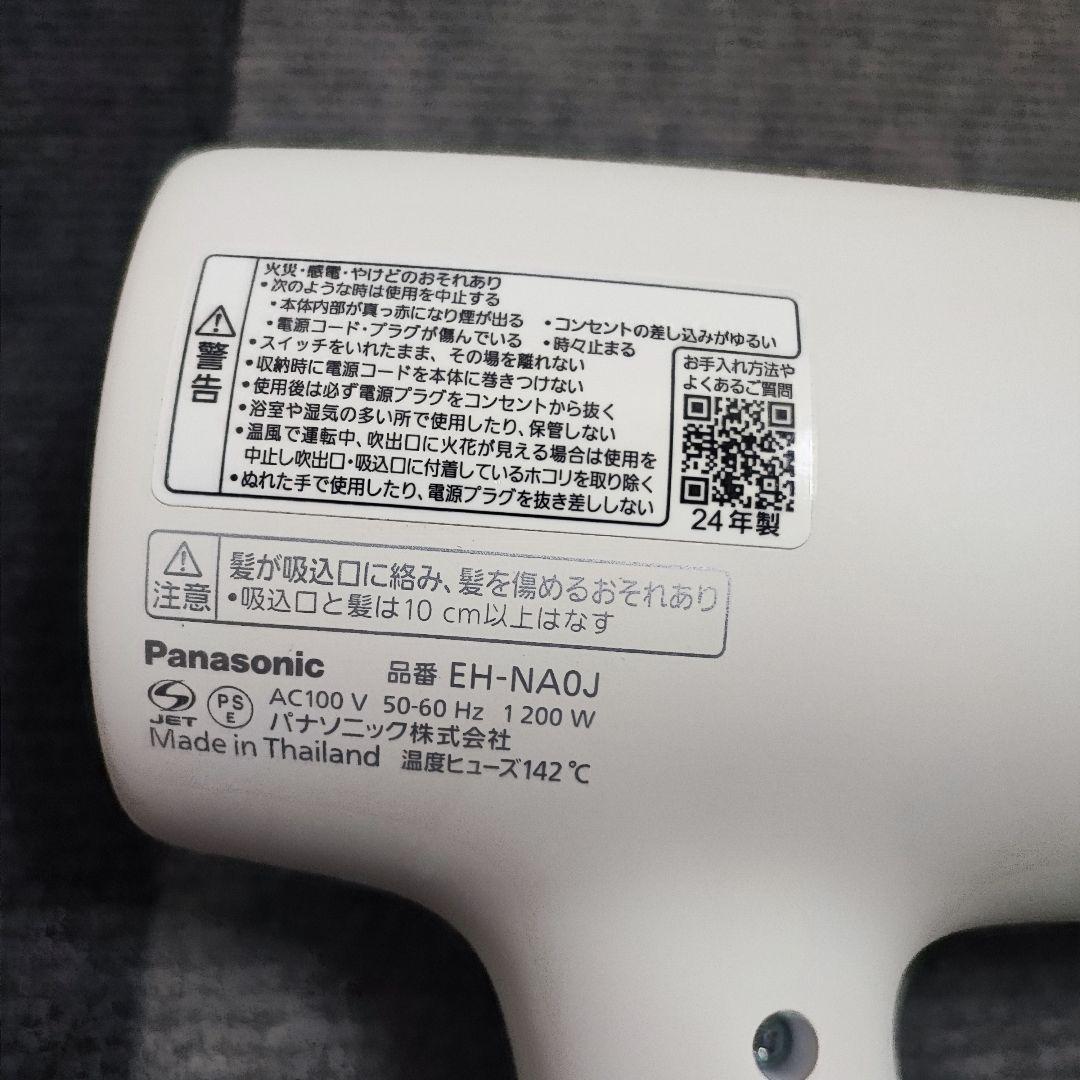 警告
火災・感電・やけどのおそれあり
•次のような時は使用を中止する
•本体内部が真っ赤になり煙が出る •コンセントの差し込みがゆるい
•電源コード・プラグが傷んでいる •時々止まる
•スイッチをいれたまま、その場を離れない
•収納時に電源コードを本体に巻きつけない
•使用後は必ず電源プラグをコンセントから抜く
•浴室や湿気の多い所で使用したり、保管しない
•温風で運転中、吹出口に火花が見える場合は使用を
中止し吹出口・吸込口に付着しているホコリを取り除く
•ぬれた手で使用したり、電源プラグを抜き差ししない
お手入れ方法や
よくあるご質問
24年製
注意
髪が吸込口に絡み、髪を傷めるおそれあり
•吸込口と髪は10 cm以上はなす
Panasonic 品番 EH-NA0J
JET PS E AC100 V 50-60 Hz 1 200 W
パナソニック株式会社
Made in Thailand 温度ヒューズ142℃